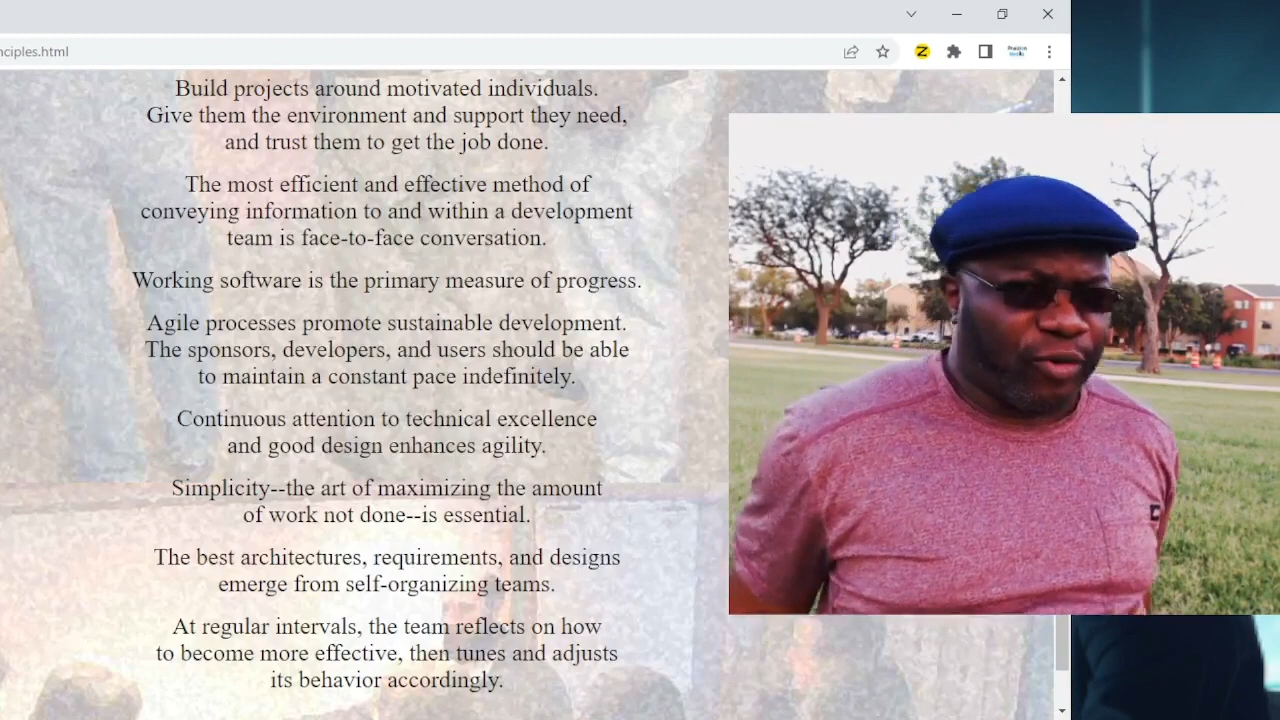 nciples.html
Build projects around motivated individuals.
Give them the environment and support they need,
and trust them to get the job done.
The most efficient and effective method of
conveying information to and within a development
team is face-to-face conversation.
Working software is the primary measure of progress.
Agile processes promote sustainable development.
The sponsors, developers, and users should be able
to maintain a constant pace indefinitely.
Continuous attention to technical excellence
and good design enhances agility.
Simplicity--the art of maximizing the amount
of work not done--is essential.
The best architectures, requirements, and designs
emerge from self-organizing teams.
At regular intervals, the team reflects on how
to become more effective, then tunes and adjusts
its behavior accordingly.